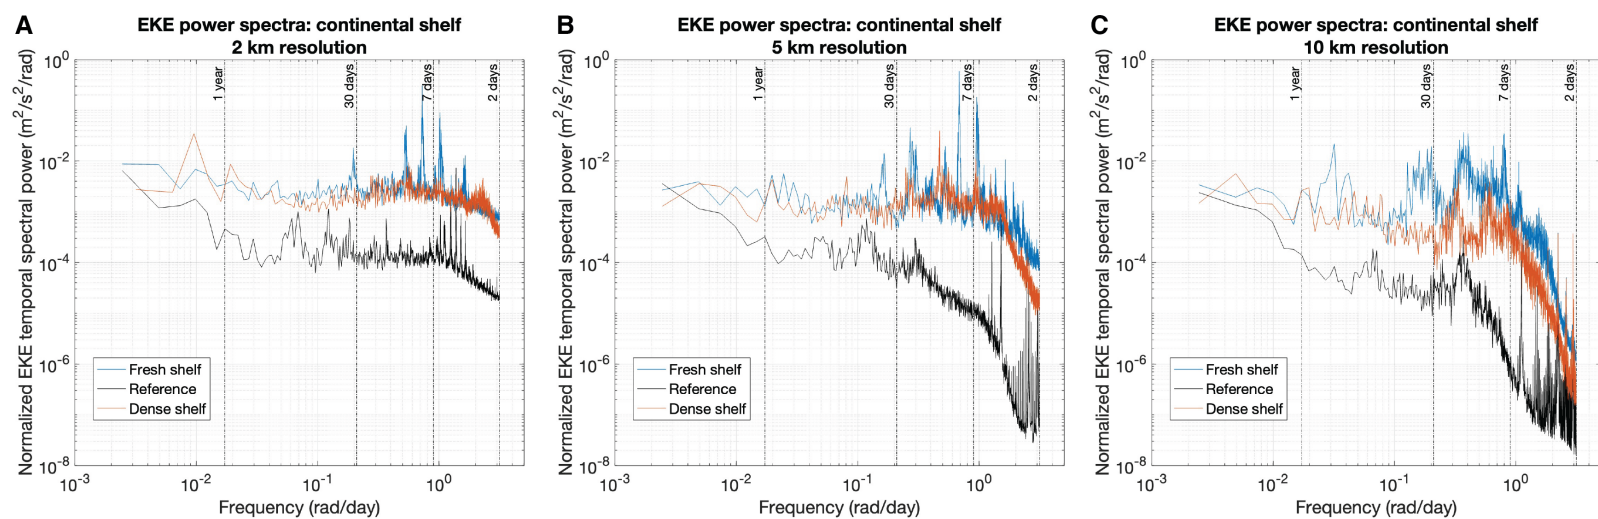 A
EKE power spectra: continental shelf
2 km resolution
Normalized EKE temporal spectral power (m²/s²/rad)
10⁰
10⁻²
10⁻⁴
10⁻⁶
10⁻⁸
1 year
30 days
7 days
2 days
Fresh shelf
Reference
Dense shelf
10⁻³
10⁻²
10⁻¹
10⁰
Frequency (rad/day)
B
EKE power spectra: continental shelf
5 km resolution
Normalized EKE temporal spectral power (m²/s²/rad)
10⁰
10⁻²
10⁻⁴
10⁻⁶
10⁻⁸
1 year
30 days
7 days
2 days
Fresh shelf
Reference
Dense shelf
10⁻³
10⁻²
10⁻¹
10⁰
Frequency (rad/day)
C
EKE power spectra: continental shelf
10 km resolution
Normalized EKE temporal spectral power (m²/s²/rad)
10⁰
10⁻²
10⁻⁴
10⁻⁶
10⁻⁸
1 year
30 days
7 days
2 days
Fresh shelf
Reference
Dense shelf
10⁻³
10⁻²
10⁻¹
10⁰
Frequency (rad/day)